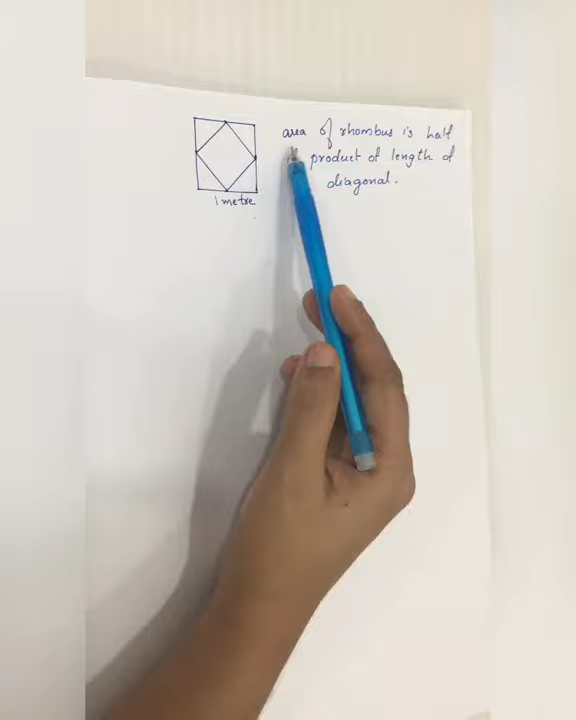 area of rhombus is half
product of length of
diagonal.
1 metre